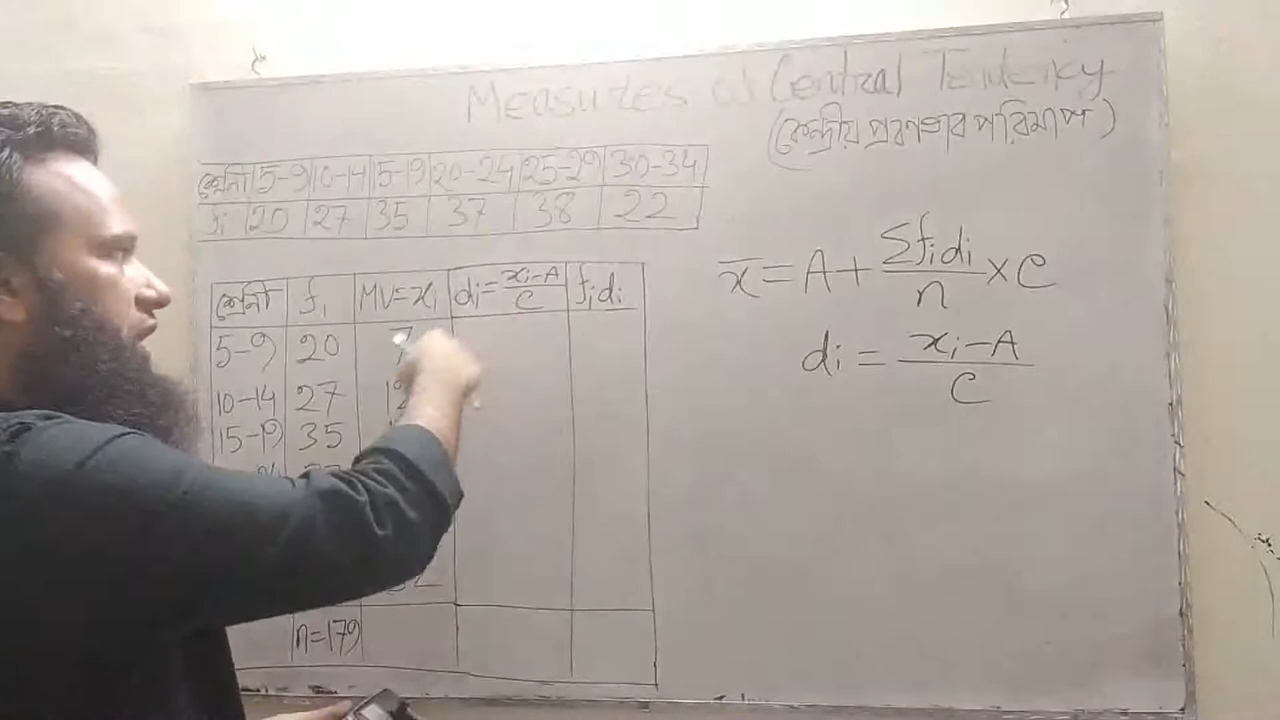 Measures of Central Tendency
(কেন্দ্রীয় প্রবণতার পরিমাপ)
শ্রেনী 5-9 10-14 15-19 20-24 25-29 30-34
fi 20 27 35 37 38 22
x̄ = A + Σfidi/n × C
di = xi-A/C
শ্রেনী fi MV=xi di = xi-A/C fidi
5-9 20 7
10-14 27
15-19 35
n=179